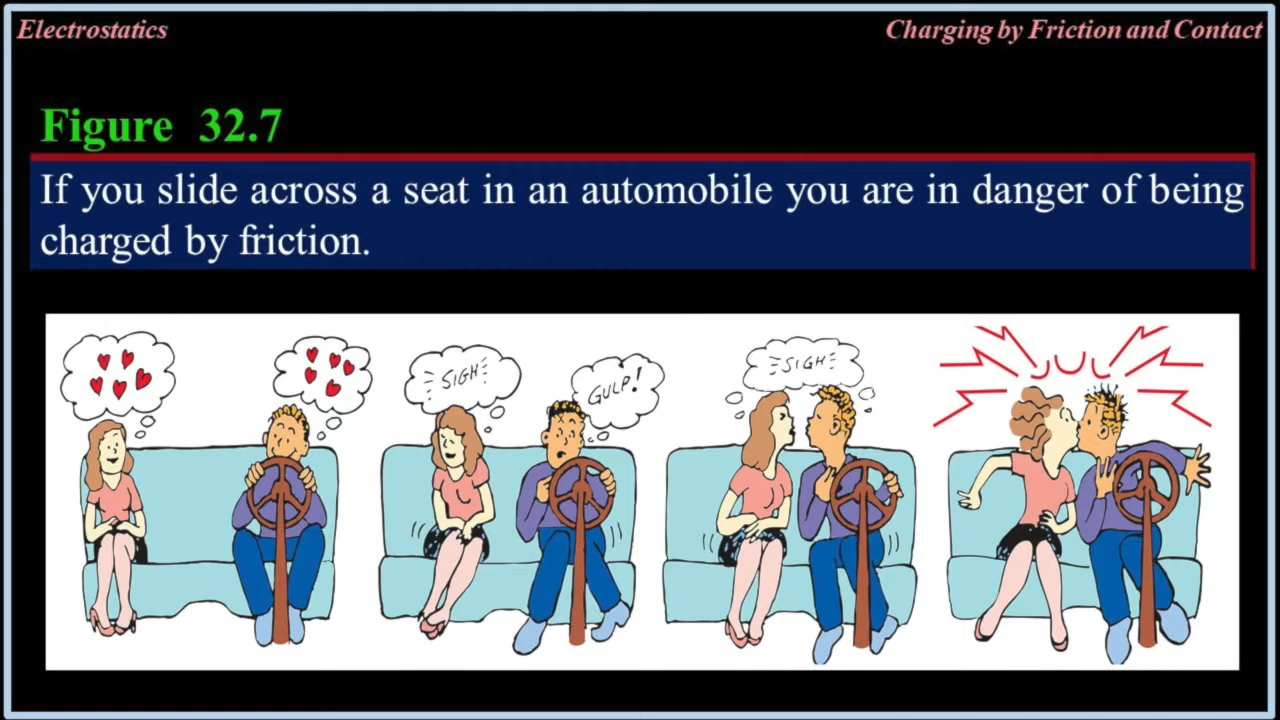 Electrostatics
Charging by Friction and Contact
Figure 32.7
If you slide across a seat in an automobile you are in danger of being
charged by friction.
SIGH
GULP!
SIGH